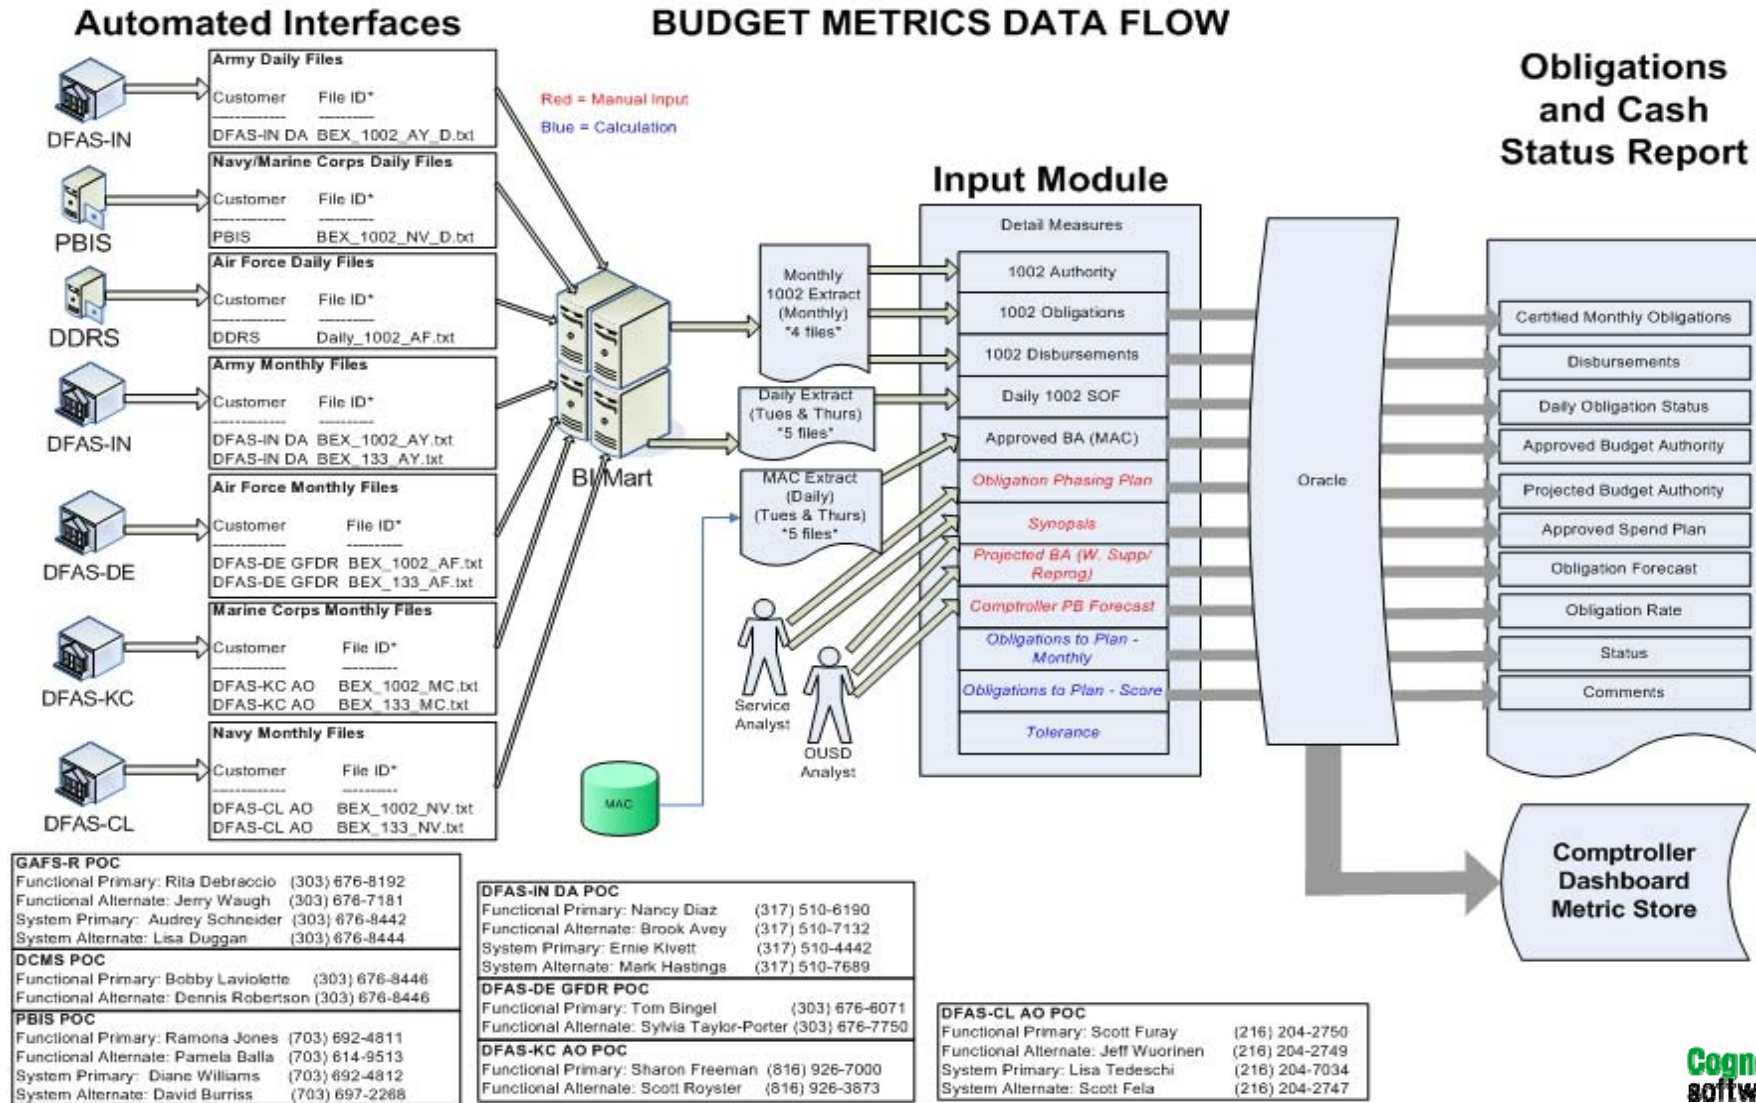 Automated Interfaces
BUDGET METRICS DATA FLOW
Obligations
and Cash
Status Report
Red = Manual Input
Blue = Calculation
DFAS-IN
Army Daily Files
Customer File ID*
------------- ----------
DFAS-IN DA BEX_1002_AY_D.txt
PBIS
Navy/Marine Corps Daily Files
Customer File ID*
------------- ----------
PBIS BEX_1002_NV_D.txt
DDRS
Air Force Daily Files
Customer File ID*
------------- ----------
DDRS Daily_1002_AF.txt
DFAS-IN
Army Monthly Files
Customer File ID*
------------- ----------
DFAS-IN DA BEX_1002_AY.txt
DFAS-IN DA BEX_133_AY.txt
DFAS-DE
Air Force Monthly Files
Customer File ID*
------------- ----------
DFAS-DE GFDR BEX_1002_AF.txt
DFAS-DE GFDR BEX_133_AF.txt
DFAS-KC
Marine Corps Monthly Files
Customer File ID*
------------- ----------
DFAS-KC AO BEX_1002_MC.txt
DFAS-KC AO BEX_133_MC.txt
DFAS-CL
Navy Monthly Files
Customer File ID*
------------- ----------
DFAS-CL AO BEX_1002_NV.txt
DFAS-CL AO BEX_133_NV.txt
BI Mart
MAC
Monthly
1002 Extract
(Monthly)
*4 files*
Daily Extract
(Tues & Thurs)
*5 files*
MAC Extract
(Daily)
(Tues & Thurs)
*5 files*
Service
Analyst
OUSD
Analyst
Input Module
Detail Measures
1002 Authority
1002 Obligations
1002 Disbursements
Daily 1002 SOF
Approved BA (MAC)
Obligation Phasing Plan
Synopsis
Projected BA (W. Supp/
Reprog)
Comptroller PB Forecast
Obligations to Plan -
Monthly
Obligations to Plan - Score
Tolerance
Oracle
Certified Monthly Obligations
Disbursements
Daily Obligation Status
Approved Budget Authority
Projected Budget Authority
Approved Spend Plan
Obligation Forecast
Obligation Rate
Status
Comments
Comptroller
Dashboard
Metric Store
GAFS-R POC
Functional Primary: Rita Debraccio (303) 676-8192
Functional Alternate: Jerry Waugh (303) 676-7181
System Primary: Audrey Schneider (303) 676-8442
System Alternate: Lisa Duggan (303) 676-8444
DCMS POC
Functional Primary: Bobby Laviolette (303) 676-8446
Functional Alternate: Dennis Robertson (303) 676-8446
PBIS POC
Functional Primary: Ramona Jones (703) 692-4811
Functional Alternate: Pamela Balla (703) 614-9513
System Primary: Diane Williams (703) 692-4812
System Alternate: David Burriss (703) 697-2268
DFAS-IN DA POC
Functional Primary: Nancy Diaz (317) 510-6190
Functional Alternate: Brook Avey (317) 510-7132
System Primary: Ernie Kivett (317) 510-4442
System Alternate: Mark Hastings (317) 510-7689
DFAS-DE GFDR POC
Functional Primary: Tom Bingel (303) 676-6071
Functional Alternate: Sylvia Taylor-Porter (303) 676-7750
DFAS-KC AO POC
Functional Primary: Sharon Freeman (816) 926-7000
Functional Alternate: Scott Royster (816) 926-3873
DFAS-CL AO POC
Functional Primary: Scott Furay (216) 204-2750
Functional Alternate: Jeff Wuorinen (216) 204-2749
System Primary: Lisa Tedeschi (216) 204-7034
System Alternate: Scott Fela (216) 204-2747